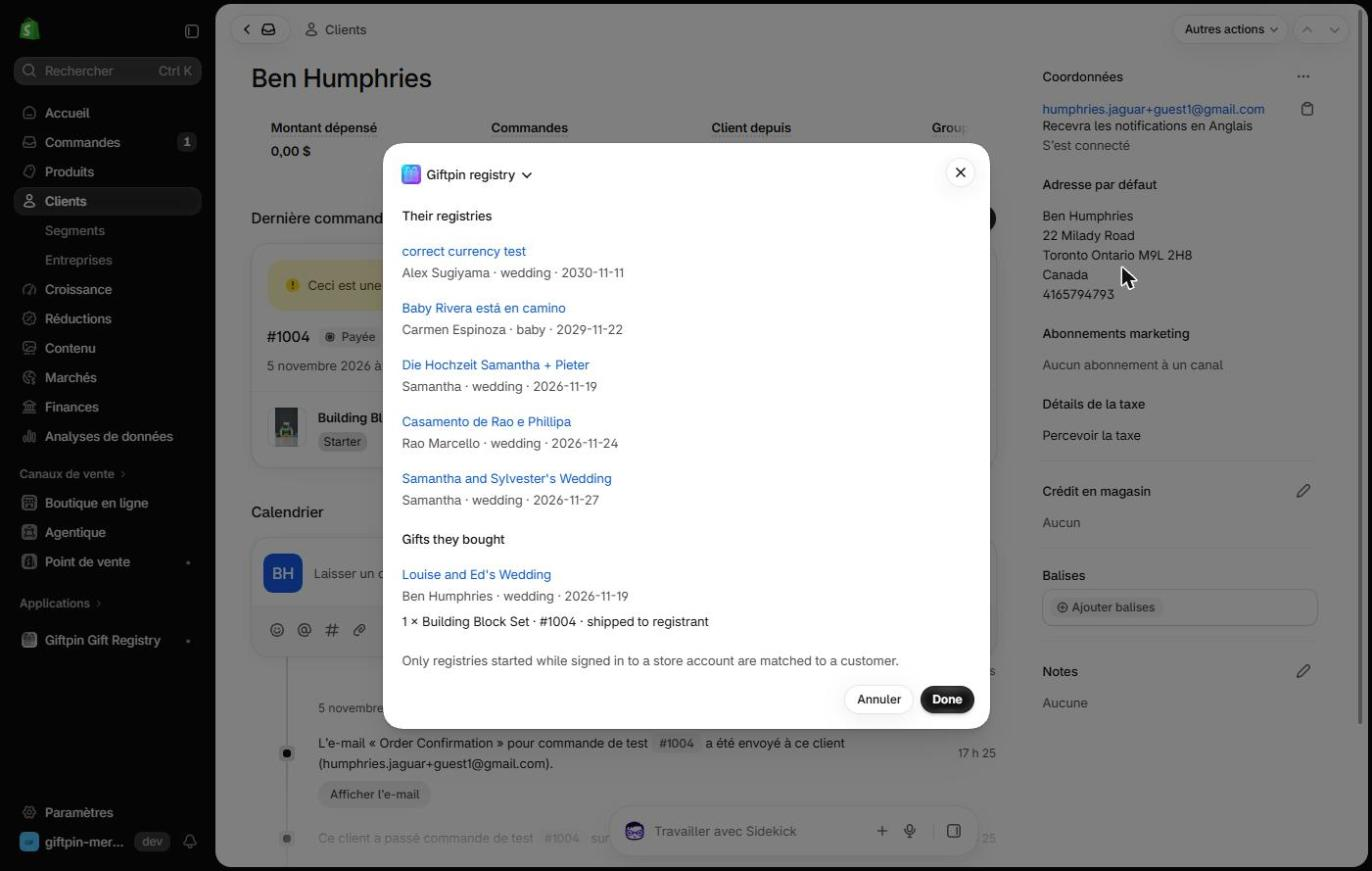 Rechercher
Ctrl K
Accueil
Commandes
1
Produits
Clients
Segments
Entreprises
Croissance
Réductions
Contenu
Marchés
Finances
Analyses de données
Canaux de vente
Boutique en ligne
Agentique
Point de vente
Applications
Giftpin Gift Registry
Paramètres
giftpin-mer...
dev
Clients
Autres actions
Ben Humphries
Montant dépensé
Commandes
Client depuis
Group
0,00 $
Dernière command
Ceci est une
#1004
Payée
5 novembre 2026 à
Building Bl
Starter
Calendrier
BH
Laisser un c
5 novembre
L'e-mail « Order Confirmation » pour commande de test #1004 a été envoyé à ce client
(humphries.jaguar+guest1@gmail.com).
17 h 25
Afficher l'e-mail
Ce client a passé commande de test #1004 sur
25
Travailler avec Sidekick
Giftpin registry
Their registries
correct currency test
Alex Sugiyama · wedding · 2030-11-11
Baby Rivera está en camino
Carmen Espinoza · baby · 2029-11-22
Die Hochzeit Samantha + Pieter
Samantha · wedding · 2026-11-19
Casamento de Rao e Phillipa
Rao Marcello · wedding · 2026-11-24
Samantha and Sylvester's Wedding
Samantha · wedding · 2026-11-27
Gifts they bought
Louise and Ed's Wedding
Ben Humphries · wedding · 2026-11-19
1 × Building Block Set · #1004 · shipped to registrant
Only registries started while signed in to a store account are matched to a customer.
Annuler
Done
Coordonnées
humphries.jaguar+guest1@gmail.com
Recevra les notifications en Anglais
S'est connecté
Adresse par défaut
Ben Humphries
22 Milady Road
Toronto Ontario M9L 2H8
Canada
4165794793
Abonnements marketing
Aucun abonnement à un canal
Détails de la taxe
Percevoir la taxe
Crédit en magasin
Aucun
Balises
Ajouter balises
Notes
Aucune